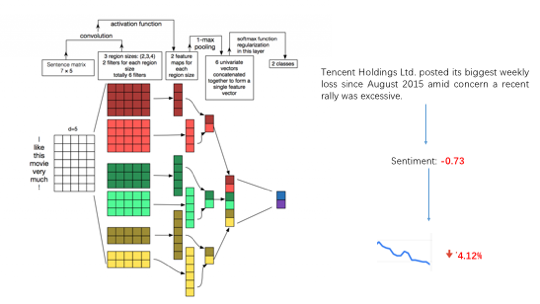 activation function
convolution
1-max
pooling
softmax function
regularization
in this layer
Sentence matrix
7 × 5
3 region sizes: (2,3,4)
2 filters for each region
size
totally 6 filters
2 feature
maps for
each
region size
6 univariate
vectors
concatenated
together to form a
single feature
vector
2 classes
d=5
I
like
this
movie
very
much
!
Tencent Holdings Ltd. posted its biggest weekly
loss since August 2015 amid concern a recent
rally was excessive.
Sentiment: -0.73
4.12%